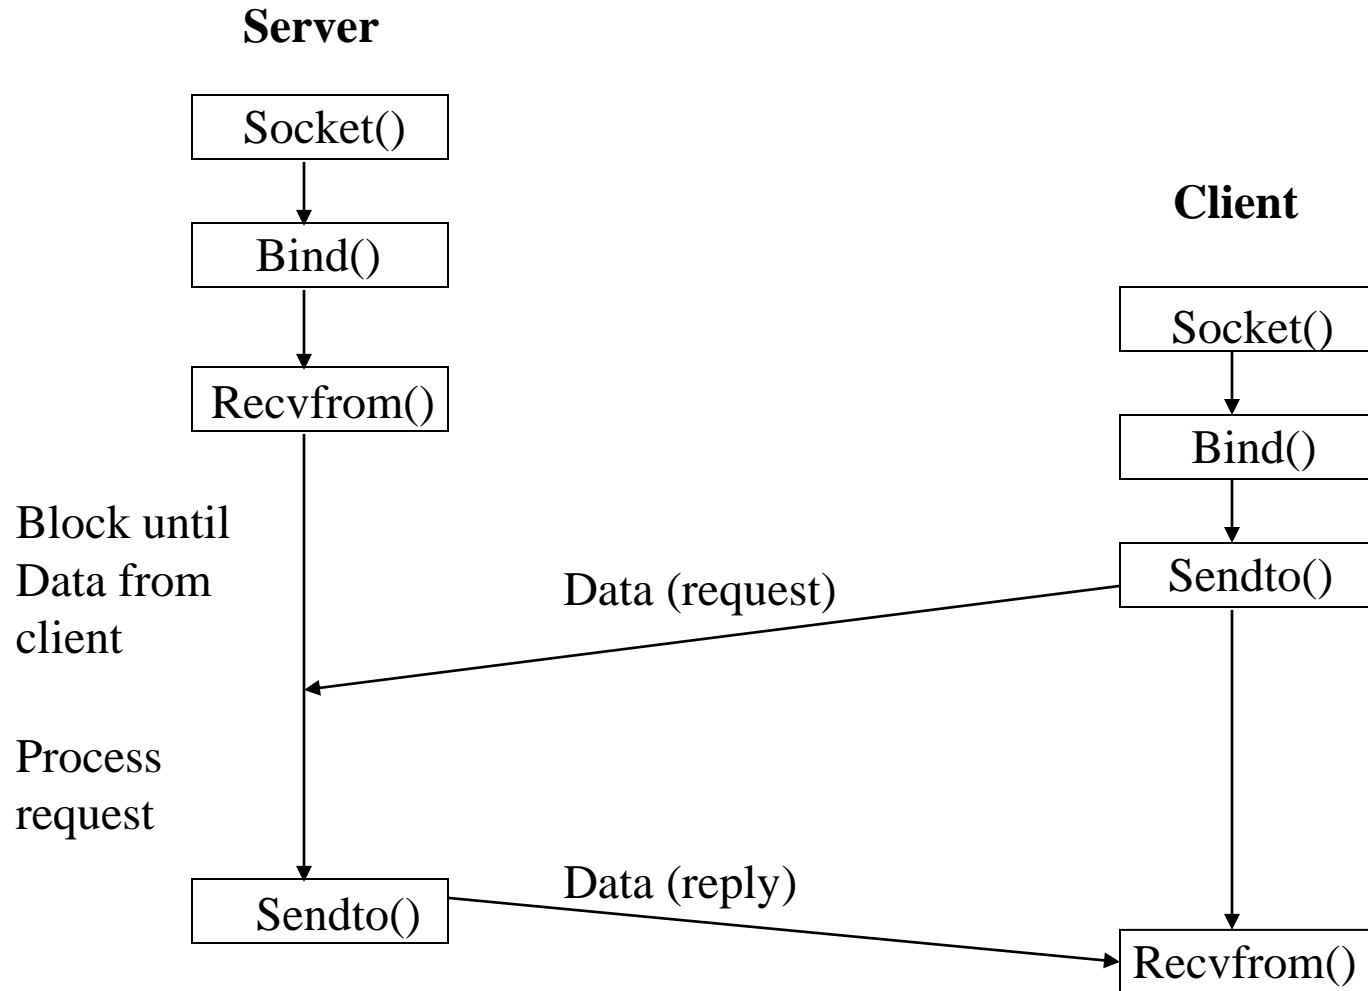 Server
Socket()
Bind()
Recvfrom()
Block until
Data from
client
Process
request
Sendto()
Data (request)
Data (reply)
Client
Socket()
Bind()
Sendto()
Recvfrom()